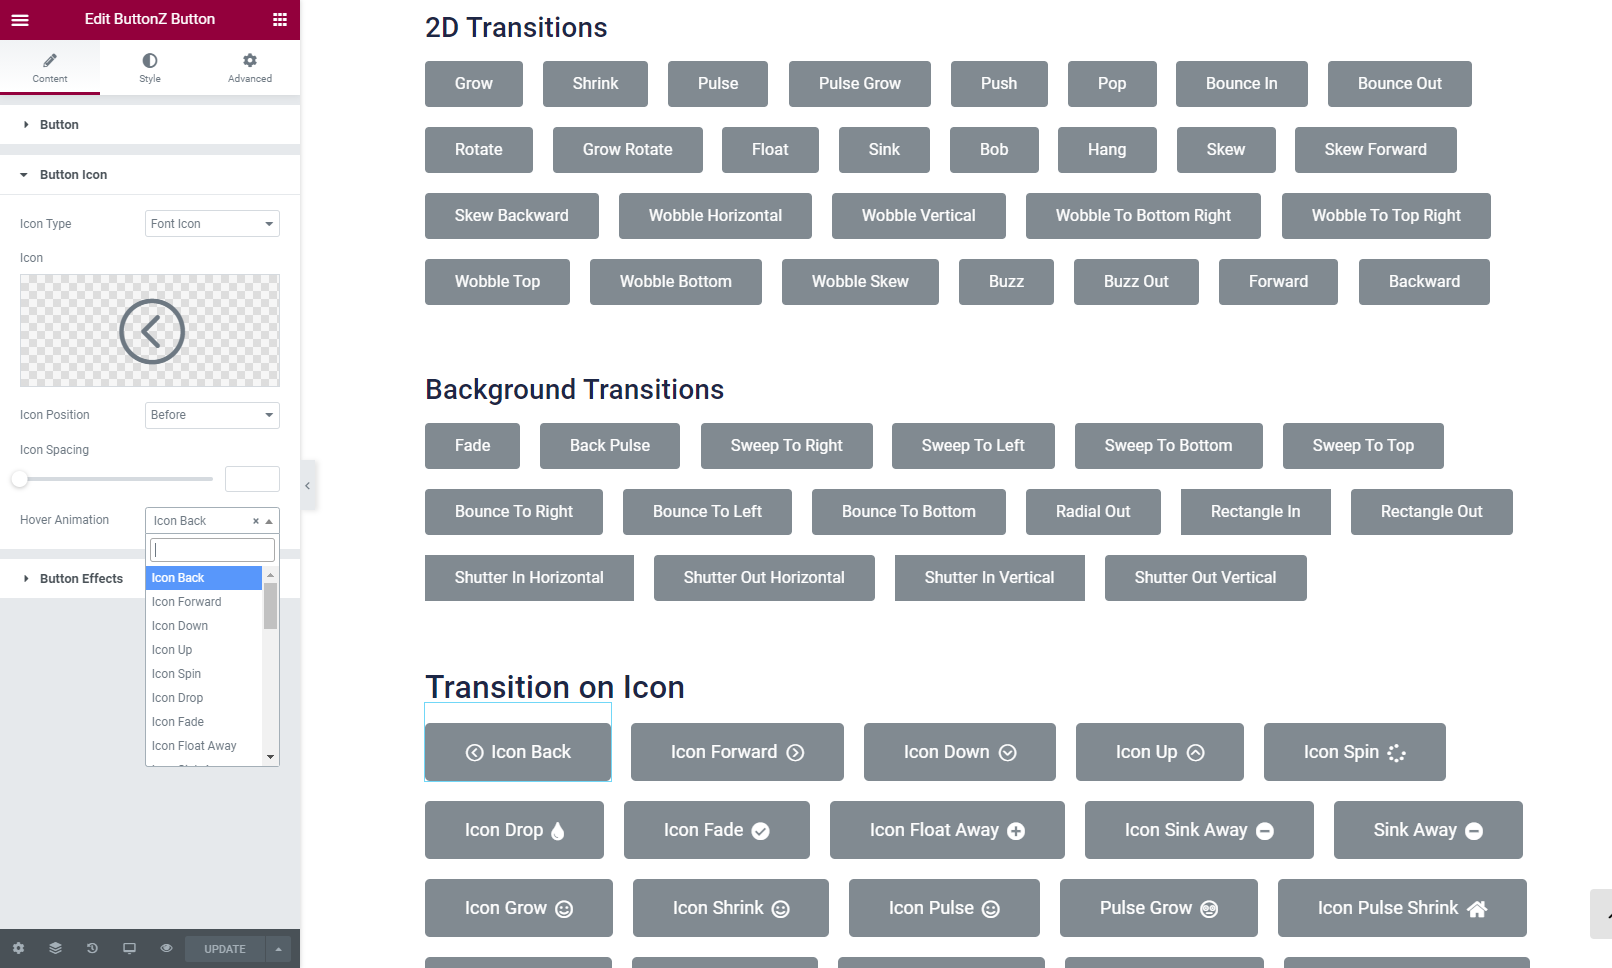 Edit ButtonZ Button
Content Style Advanced
Button
Button Icon
Icon Type Font Icon
Icon
Icon Position Before
Icon Spacing
Hover Animation Icon Back ×
Icon Back
Icon Forward
Icon Down
Icon Up
Icon Spin
Icon Drop
Icon Fade
Icon Float Away
Button Effects
UPDATE
2D Transitions
Grow Shrink Pulse Pulse Grow Push Pop Bounce In Bounce Out
Rotate Grow Rotate Float Sink Bob Hang Skew Skew Forward
Skew Backward Wobble Horizontal Wobble Vertical Wobble To Bottom Right Wobble To Top Right
Wobble Top Wobble Bottom Wobble Skew Buzz Buzz Out Forward Backward
Background Transitions
Fade Back Pulse Sweep To Right Sweep To Left Sweep To Bottom Sweep To Top
Bounce To Right Bounce To Left Bounce To Bottom Radial Out Rectangle In Rectangle Out
Shutter In Horizontal Shutter Out Horizontal Shutter In Vertical Shutter Out Vertical
Transition on Icon
Icon Back Icon Forward Icon Down Icon Up Icon Spin
Icon Drop Icon Fade Icon Float Away Icon Sink Away Sink Away
Icon Grow Icon Shrink Icon Pulse Pulse Grow Icon Pulse Shrink